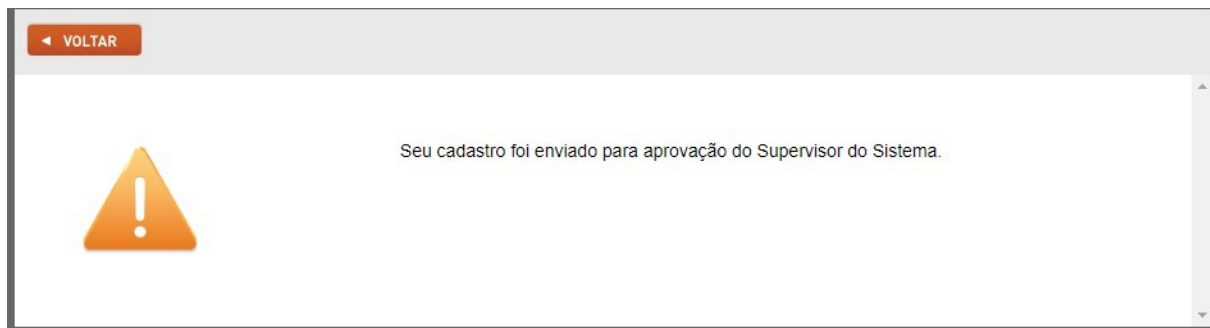 VOLTAR
Seu cadastro foi enviado para aprovação do Supervisor do Sistema.